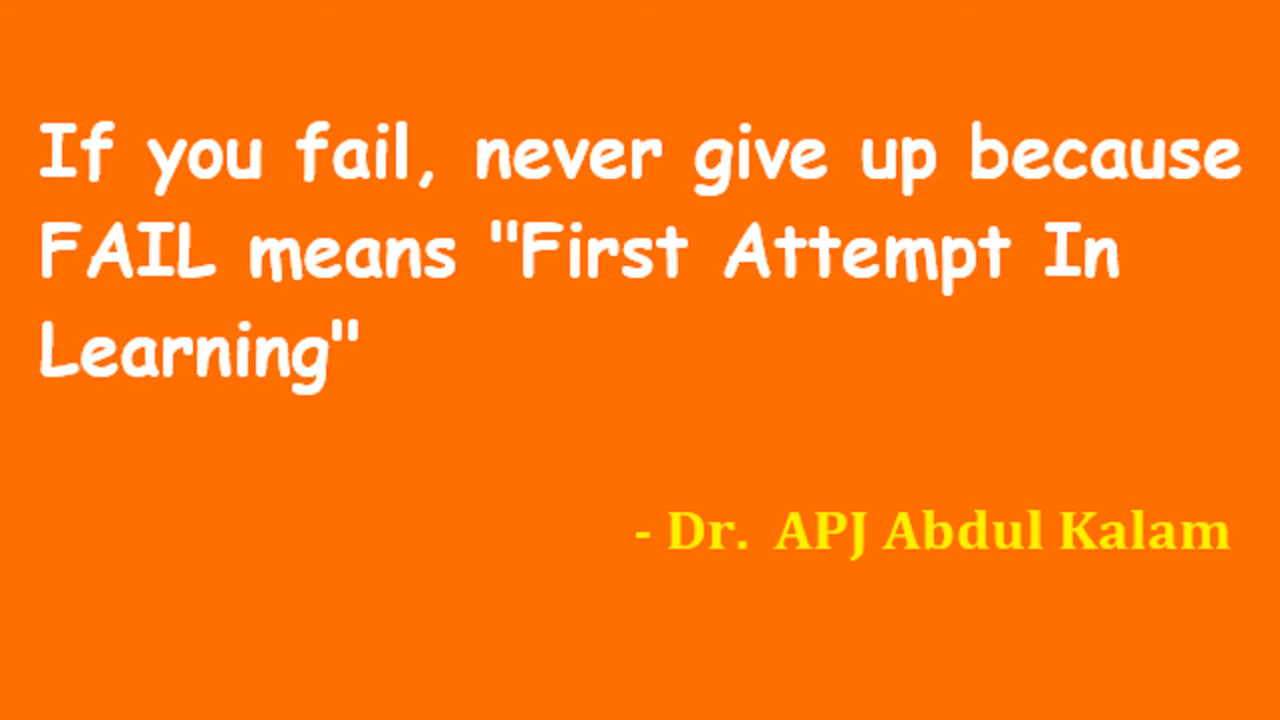 If you fail, never give up because
FAIL means "First Attempt In
Learning"
- Dr. APJ Abdul Kalam